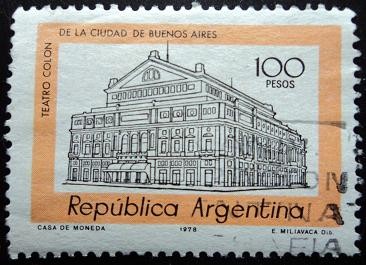 TEATRO COLON
DE LA CIUDAD DE BUENOS AIRES
100
PESOS
República Argentina
CASA DE MONEDA 1978 E. MILIAVACA Dib.